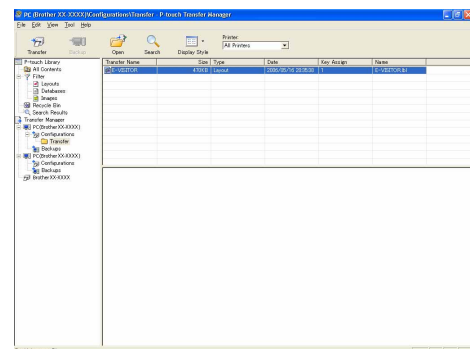 PC (Brother XX-XXXX)\Configurations\Transfer - P-touch Transfer Manager
File Edit View Tool Help
Transfer Backup Open Search Display Style
Printer
All Printers
P-touch Library
All Contents
Filter
Layouts
Databases
Images
Recycle Bin
Search Results
Transfer Manager
PC(Brother XX-XXXX)
Configurations
Transfer
Backups
PC(Brother XX-XXXX)
Configurations
Backups
Brother XX-XXXX
Transfer Name Size Type Date Key Assign Name
E-VISITOR Layout 1 E-VISITOR.lbl